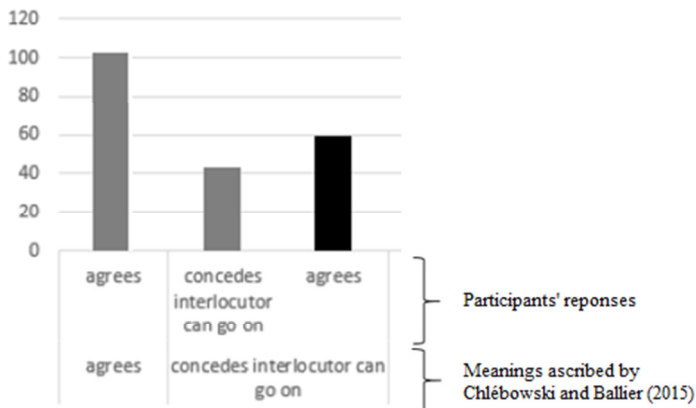 120
100
80
60
40
20
0
agrees
concedes
interlocutor
can go on
agrees
Participants' reponses
agrees
concedes interlocutor can
go on
Meanings ascribed by
Chlébowski and Ballier (2015)